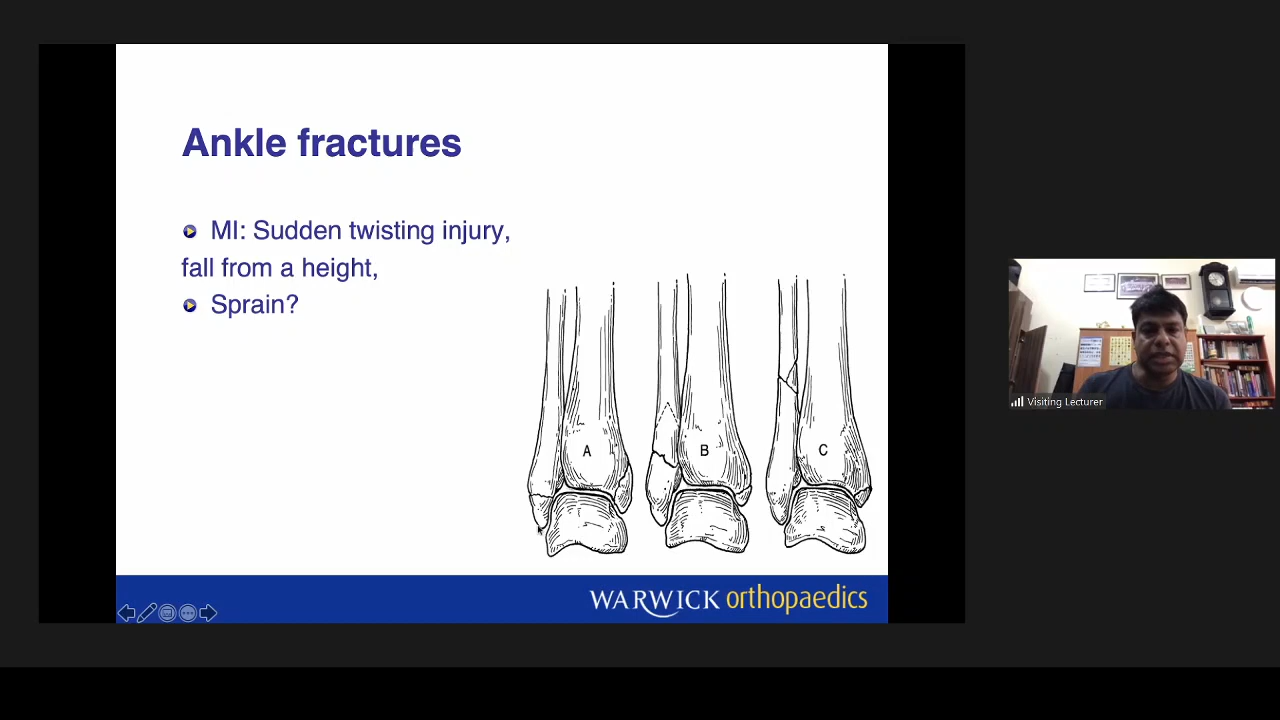 Ankle fractures
MI: Sudden twisting injury,
fall from a height,
Sprain?
A B C
WARWICK orthopaedics
Visiting Lecturer